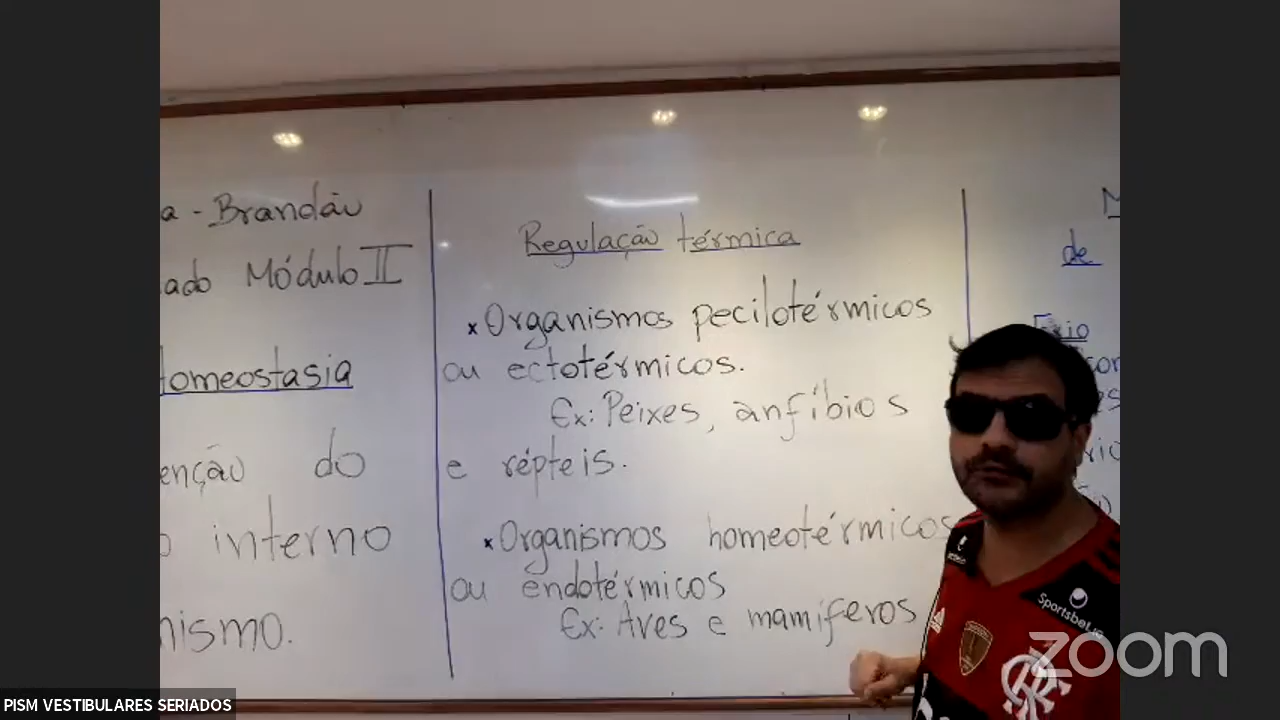 a - Brandão
ado Módulo II
Homeostasia
enção do
o interno
nismo.
Regulação térmica
x Organismos pecilotérmicos
ou ectotérmicos.
Ex: Peixes, anfíbios
e répteis.
x Organismos homeotérmicos
ou endotérmicos
Ex: Aves e mamíferos
M
de
Sportsbet.io
zoom
PISM VESTIBULARES SERIADOS